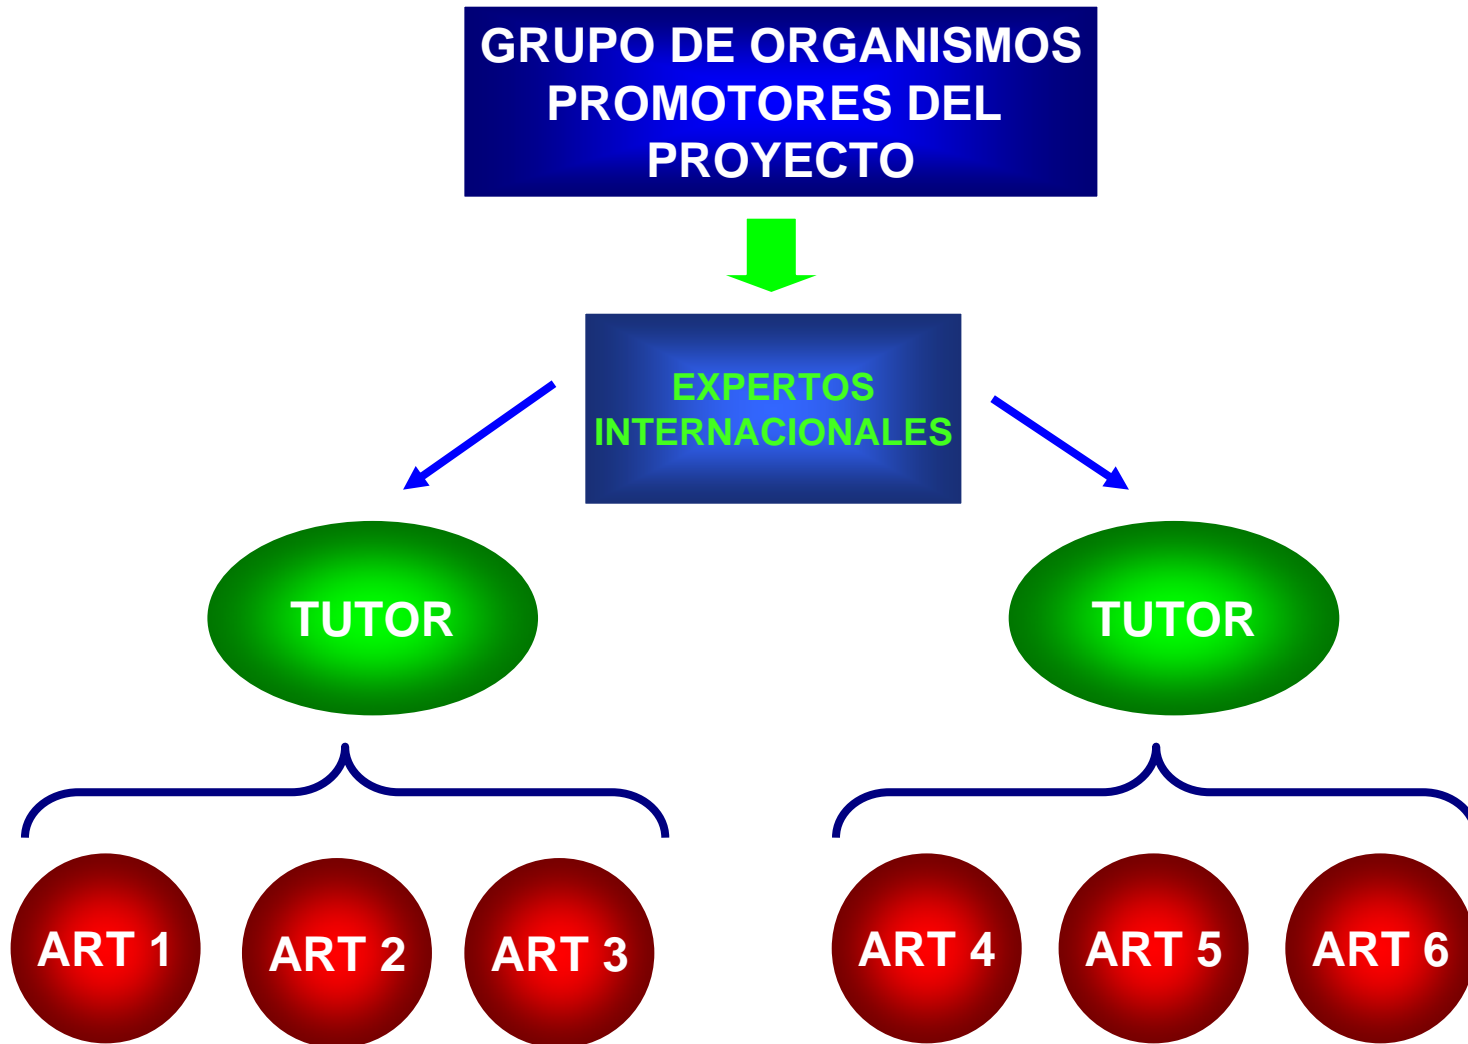 GRUPO DE ORGANISMOS
PROMOTORES DEL
PROYECTO
EXPERTOS
INTERNACIONALES
TUTOR
TUTOR
ART 1
ART 2
ART 3
ART 4
ART 5
ART 6